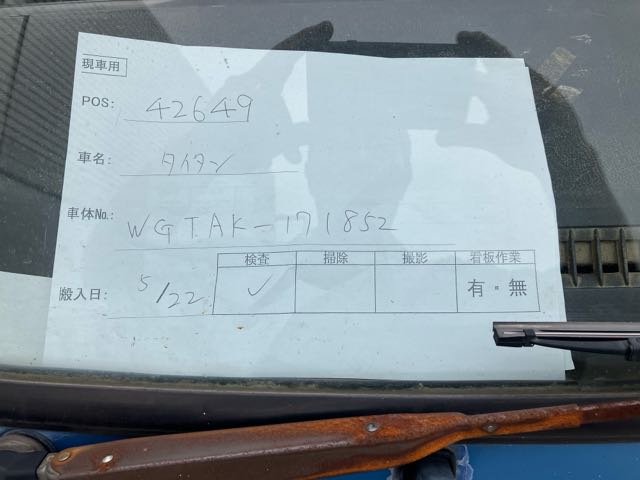 現車用
POS: 42649
車名: タイタン
車体No.: WGTAK-171852
検査 掃除 撮影 看板作業
搬入日: 5/22 ✓ 有・無